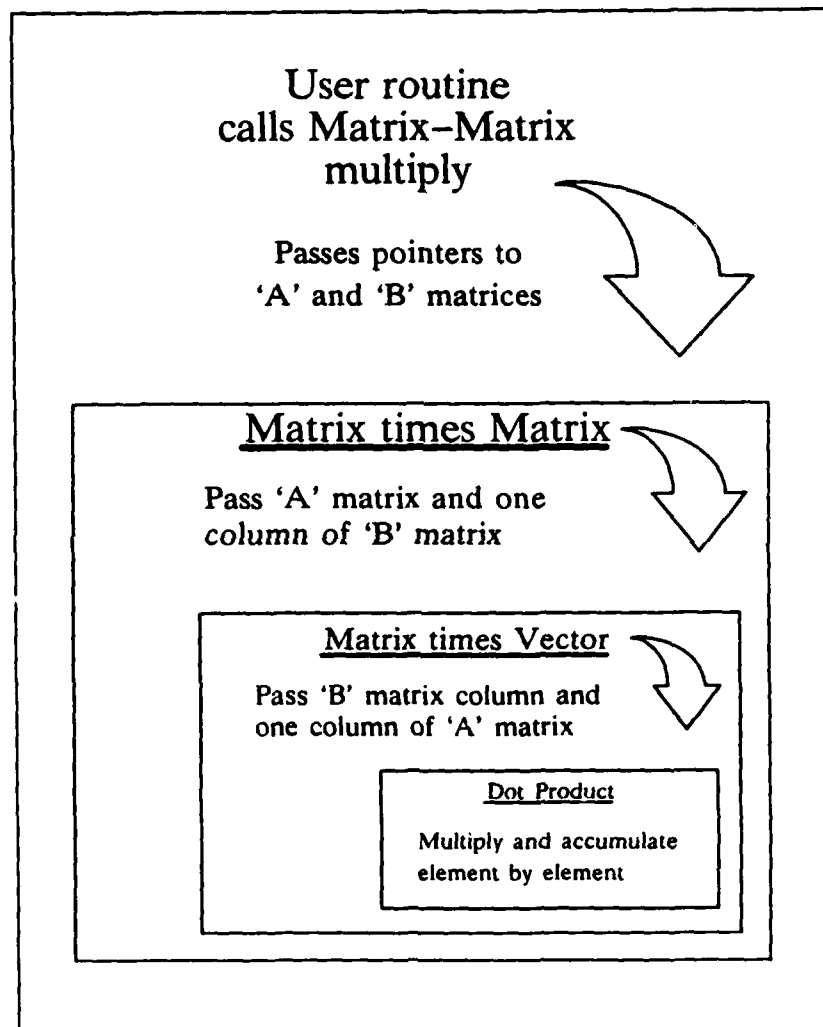 User routine
calls Matrix–Matrix
multiply
Passes pointers to
‘A’ and ‘B’ matrices
Matrix times Matrix
Pass ‘A’ matrix and one
column of ‘B’ matrix
Matrix times Vector
Pass ‘B’ matrix column and
one column of ‘A’ matrix
Dot Product
Multiply and accumulate
element by element